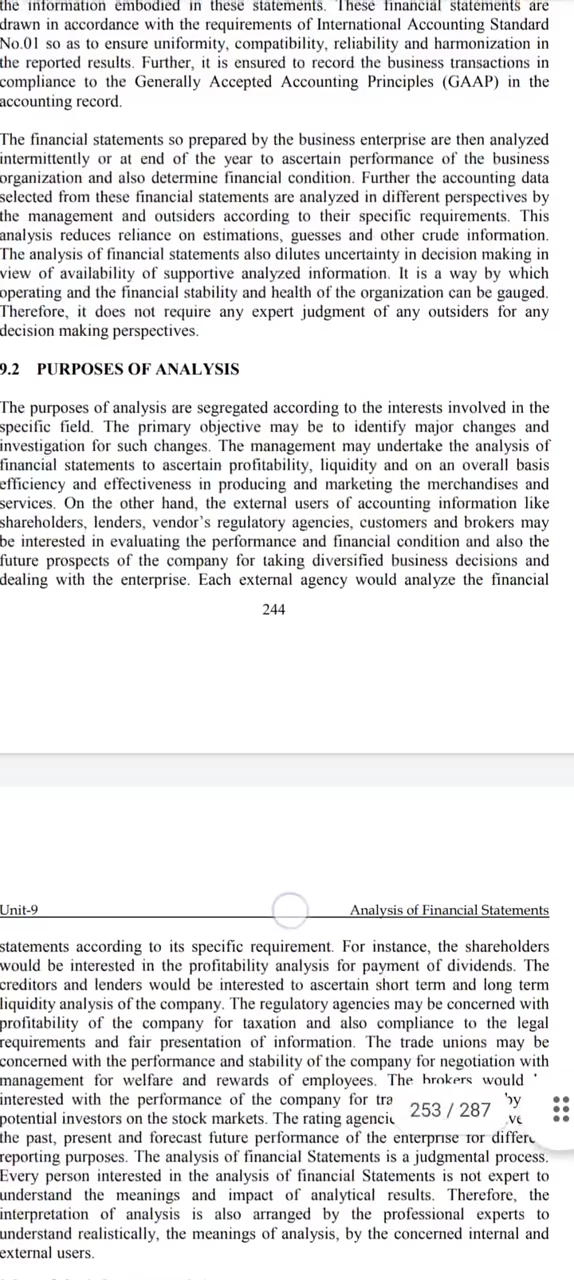 the information embodied in these statements. These financial statements are
drawn in accordance with the requirements of International Accounting Standard
No.01 so as to ensure uniformity, compatibility, reliability and harmonization in
the reported results. Further, it is ensured to record the business transactions in
compliance to the Generally Accepted Accounting Principles (GAAP) in the
accounting record.
The financial statements so prepared by the business enterprise are then analyzed
intermittently or at end of the year to ascertain performance of the business
organization and also determine financial condition. Further the accounting data
selected from these financial statements are analyzed in different perspectives by
the management and outsiders according to their specific requirements. This
analysis reduces reliance on estimations, guesses and other crude information.
The analysis of financial statements also dilutes uncertainty in decision making in
view of availability of supportive analyzed information. It is a way by which
operating and the financial stability and health of the organization can be gauged.
Therefore, it does not require any expert judgment of any outsiders for any
decision making perspectives.
9.2 PURPOSES OF ANALYSIS
The purposes of analysis are segregated according to the interests involved in the
specific field. The primary objective may be to identify major changes and
investigation for such changes. The management may undertake the analysis of
financial statements to ascertain profitability, liquidity and on an overall basis
efficiency and effectiveness in producing and marketing the merchandises and
services. On the other hand, the external users of accounting information like
shareholders, lenders, vendor's regulatory agencies, customers and brokers may
be interested in evaluating the performance and financial condition and also the
future prospects of the company for taking diversified business decisions and
dealing with the enterprise. Each external agency would analyze the financial
244
Unit-9 Analysis of Financial Statements
statements according to its specific requirement. For instance, the shareholders
would be interested in the profitability analysis for payment of dividends. The
creditors and lenders would be interested to ascertain short term and long term
liquidity analysis of the company. The regulatory agencies may be concerned with
profitability of the company for taxation and also compliance to the legal
requirements and fair presentation of information. The trade unions may be
concerned with the performance and stability of the company for negotiation with
management for welfare and rewards of employees. The brokers would
interested with the performance of the company for
potential investors on the stock markets. The rating
253 / 287
the past, present and forecast future performance of the enterprise for
reporting purposes. The analysis of financial Statements is a judgmental process.
Every person interested in the analysis of financial Statements is not expert to
understand the meanings and impact of analytical results. Therefore, the
interpretation of analysis is also arranged by the professional experts to
understand realistically, the meanings of analysis, by the concerned internal and
external users.